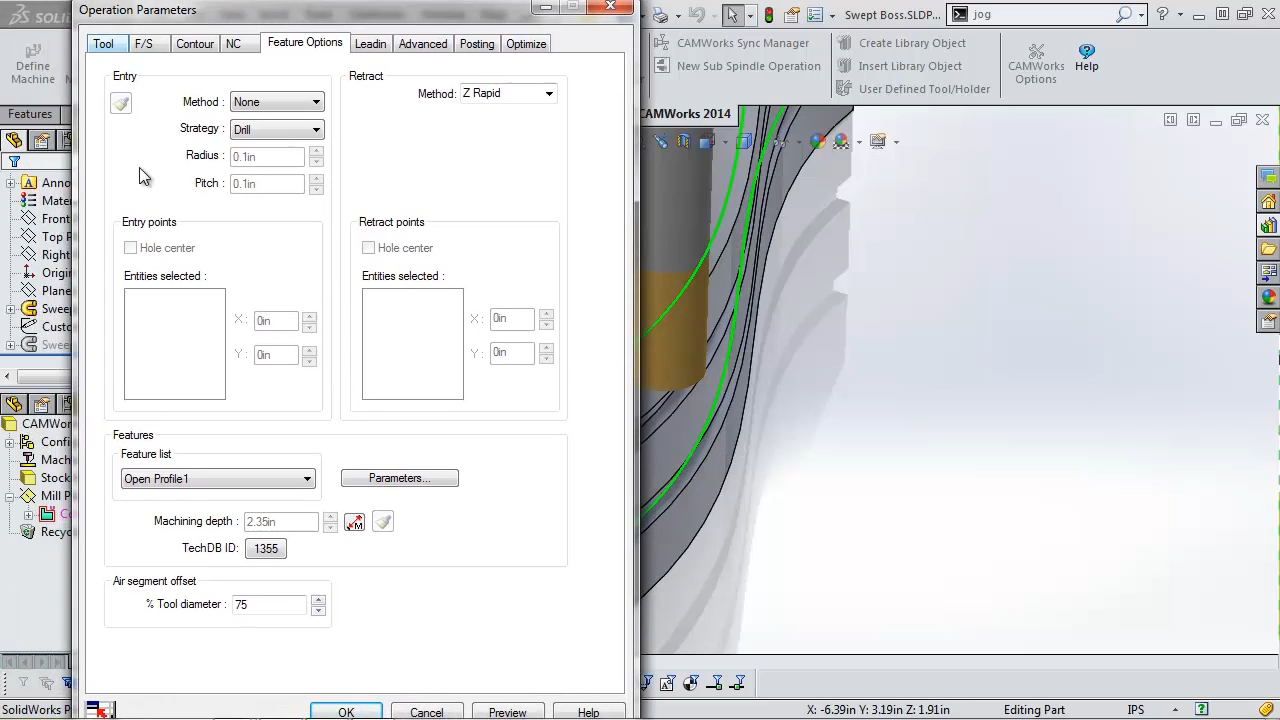 Operation Parameters
Swept Boss.SLDP...
jog
Define
Machine
CAMWorks Sync Manager
New Sub Spindle Operation
Create Library Object
Insert Library Object
User Defined Tool/Holder
CAMWorks
Options
Help
Features
CAMWorks 2014
Tool
F/S
Contour
NC
Feature Options
Leadin
Advanced
Posting
Optimize
Entry
Method :
None
Strategy :
Drill
Radius :
0.1in
Pitch :
0.1in
Retract
Method:
Z Rapid
Entry points
Hole center
Entities selected :
X :
0in
Y :
0in
Retract points
Hole center
Entities selected :
X :
0in
Y :
0in
Features
Feature list
Open Profile1
Parameters...
Machining depth :
2.35in
TechDB ID:
1355
Air segment offset
% Tool diameter :
75
OK
Cancel
Preview
Help
Anno
Mater
Front
Top P
Right
Origin
Plane
Swee
Custo
Swee
CAMWor
Confi
Mach
Stock
Mill P
Recyc
SolidWorks P
X: -6.39in Y: 3.19in Z: 1.91in
Editing Part
IPS